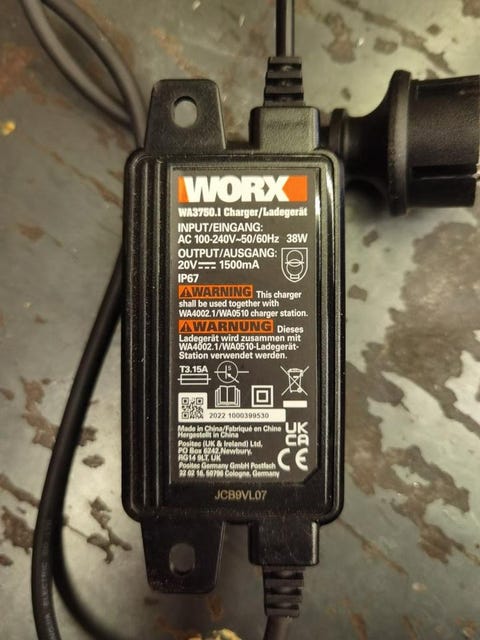 WORX
WA3750.1 Charger/Ladegerät
INPUT/EINGANG:
AC 100-240V~50/60Hz 38W
OUTPUT/AUSGANG:
20V⎓ 1500mA
IP67
WARNING This charger
shall be used together with
WA4002.1/WA0510 charger station.
WARNUNG Dieses
Ladegerät wird zusammen mit
WA4002.1/WA0510-Ladegerät-
Station verwendet werden.
T3.15A
S
2022 1000399530
Made in China/Fabriqué en Chine
Hergestellt in China
Positec (UK & Ireland) Ltd,
PO Box 6242,Newbury,
RG14 9LT, UK
Positec Germany GmbH Postfach
32 02 16, 50796 Cologne, Germany
UK
CA
CE
JCB9VL07